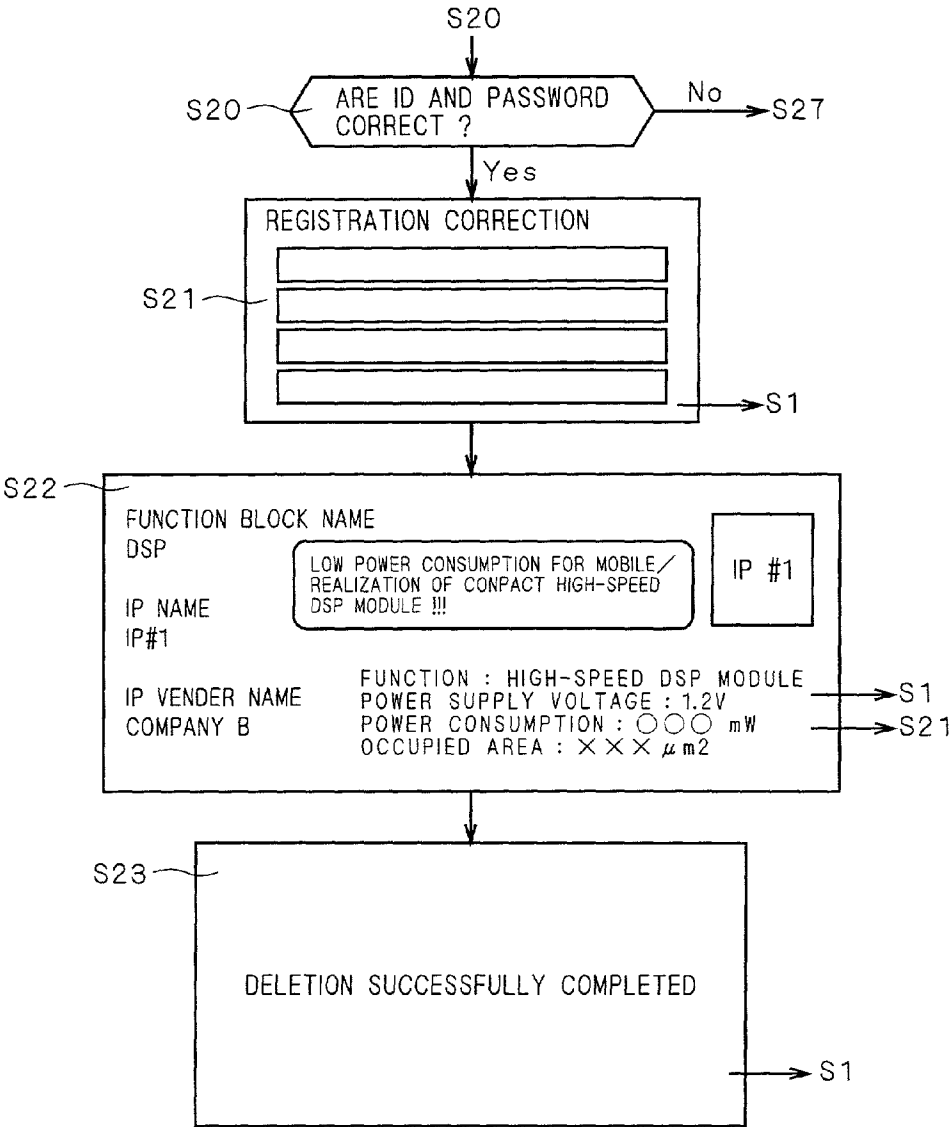 S20
S20
ARE ID AND PASSWORD
CORRECT ?
No
S27
Yes
REGISTRATION CORRECTION
S21
S1
S22
FUNCTION BLOCK NAME
DSP
LOW POWER CONSUMPTION FOR MOBILE/
REALIZATION OF CONPACT HIGH-SPEED
DSP MODULE !!!
IP #1
IP NAME
IP#1
IP VENDER NAME
COMPANY B
FUNCTION : HIGH-SPEED DSP MODULE
POWER SUPPLY VOLTAGE : 1.2V
POWER CONSUMPTION : ○○○ mW
OCCUPIED AREA : ××× μm2
S1
S21
S23
DELETION SUCCESSFULLY COMPLETED
S1